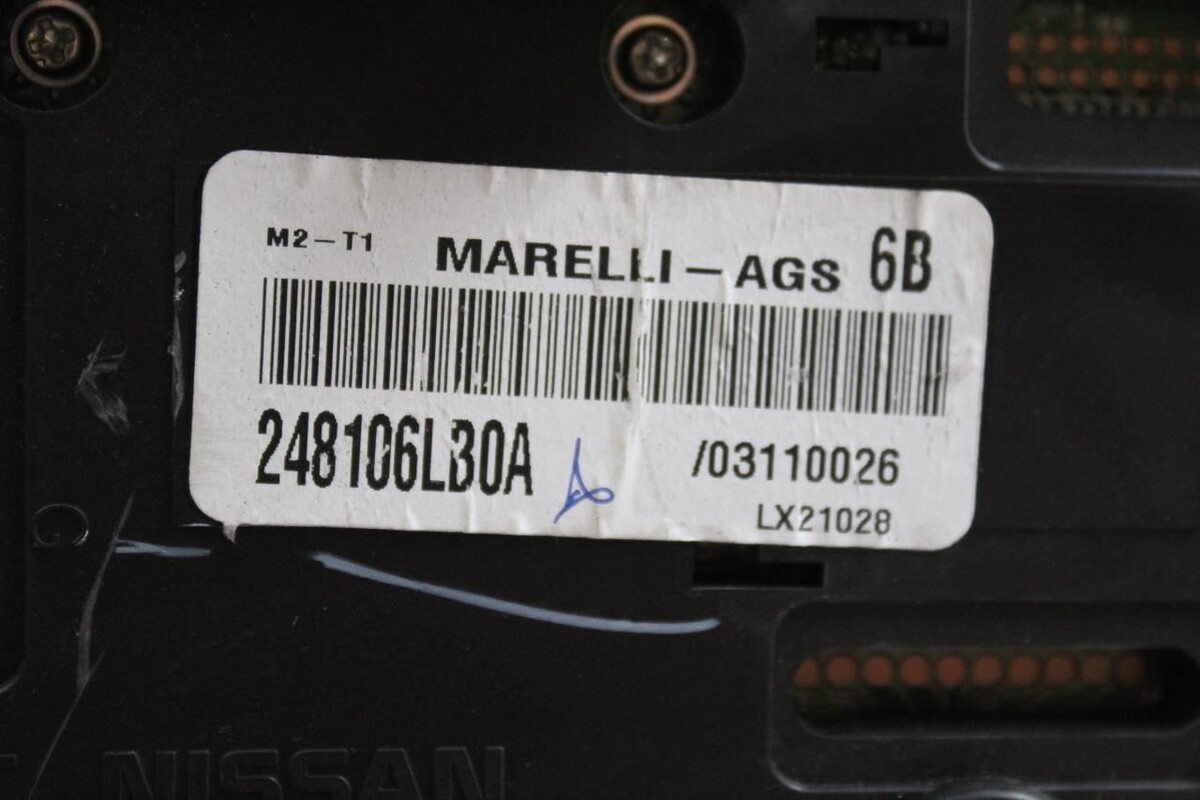 M2-T1 MARELLI-AGS 6B
248106LB0A /03110026
LX21028
G
NISSAN